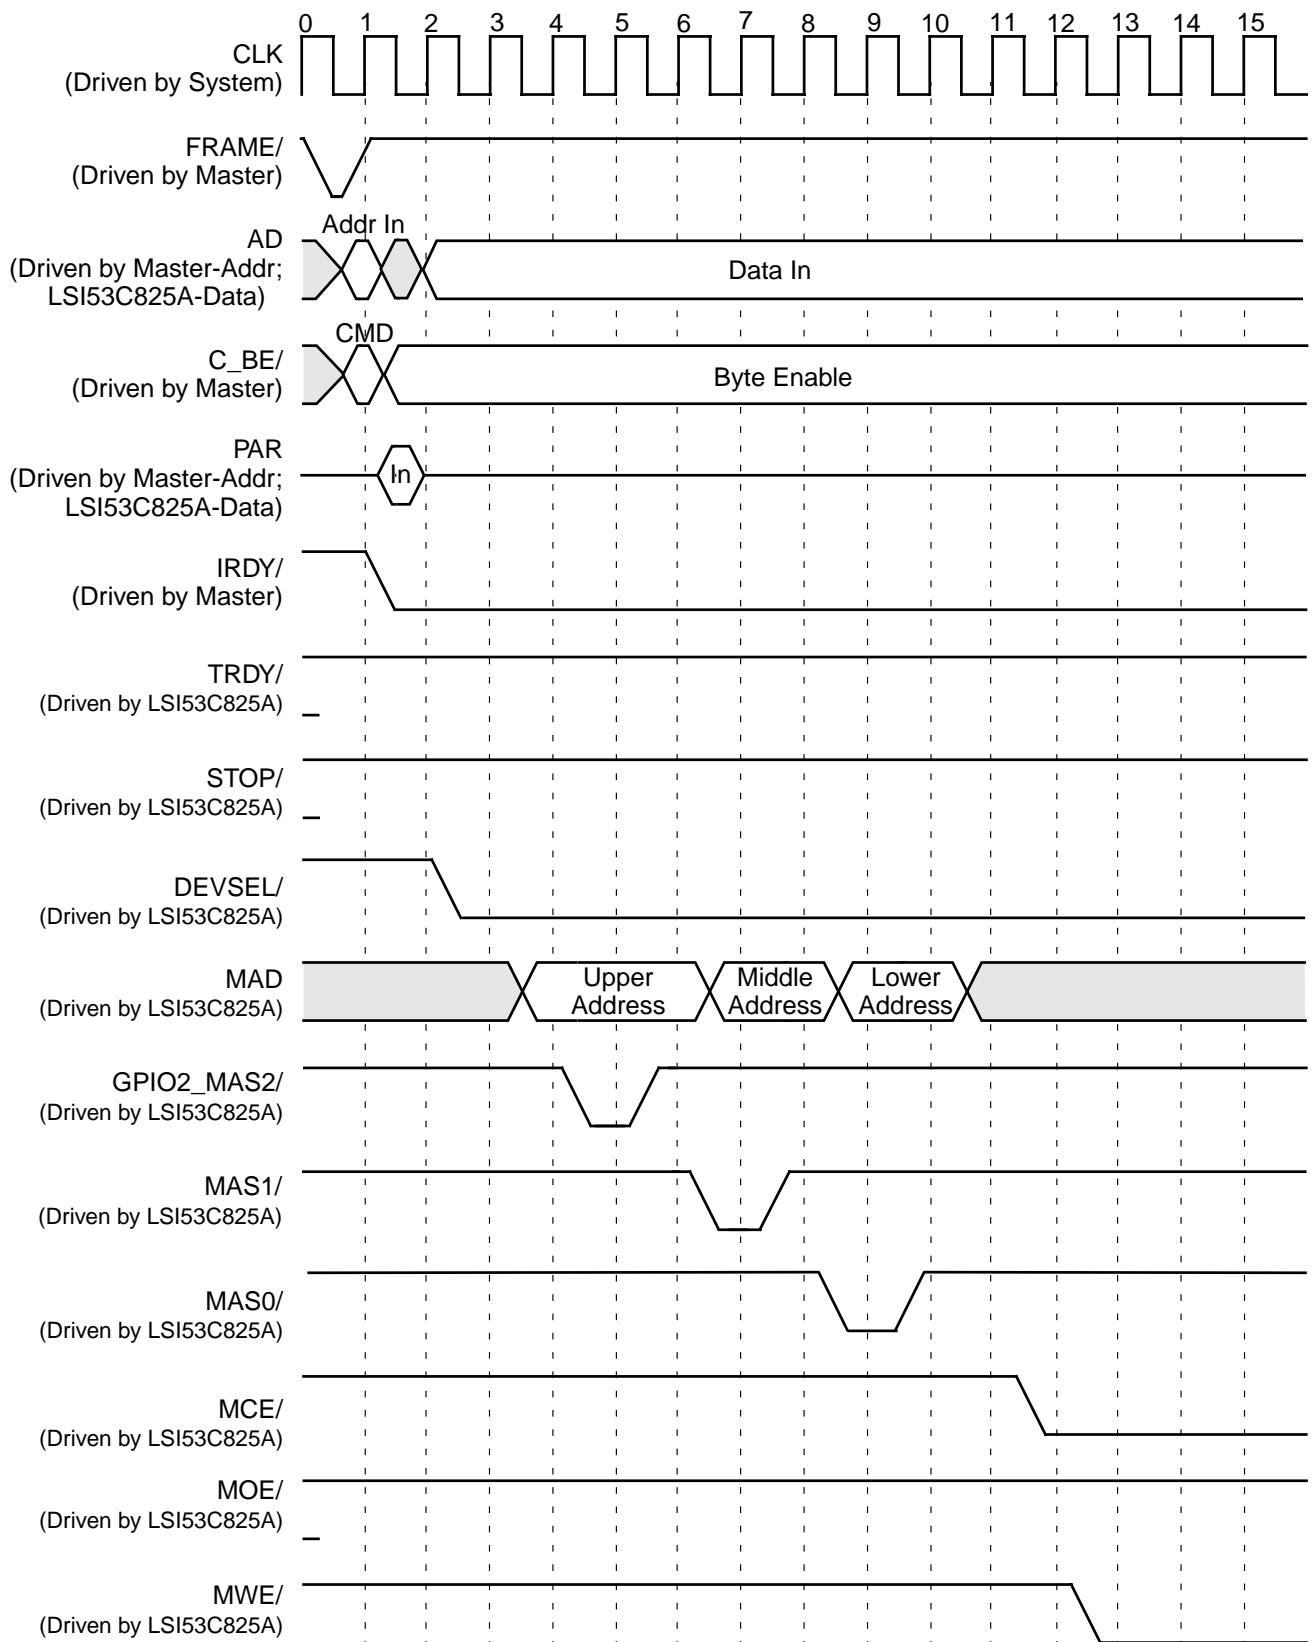 0 1 2 3 4 5 6 7 8 9 10 11 12 13 14 15
CLK
(Driven by System)
FRAME/
(Driven by Master)
Addr In
AD
(Driven by Master-Addr;
LSI53C825A-Data)
Data In
CMD
C_BE/
(Driven by Master)
Byte Enable
PAR
(Driven by Master-Addr;
LSI53C825A-Data)
In
IRDY/
(Driven by Master)
TRDY/
(Driven by LSI53C825A)
STOP/
(Driven by LSI53C825A)
DEVSEL/
(Driven by LSI53C825A)
MAD
(Driven by LSI53C825A)
Upper
Address
Middle
Address
Lower
Address
GPIO2_MAS2/
(Driven by LSI53C825A)
MAS1/
(Driven by LSI53C825A)
MAS0/
(Driven by LSI53C825A)
MCE/
(Driven by LSI53C825A)
MOE/
(Driven by LSI53C825A)
MWE/
(Driven by LSI53C825A)